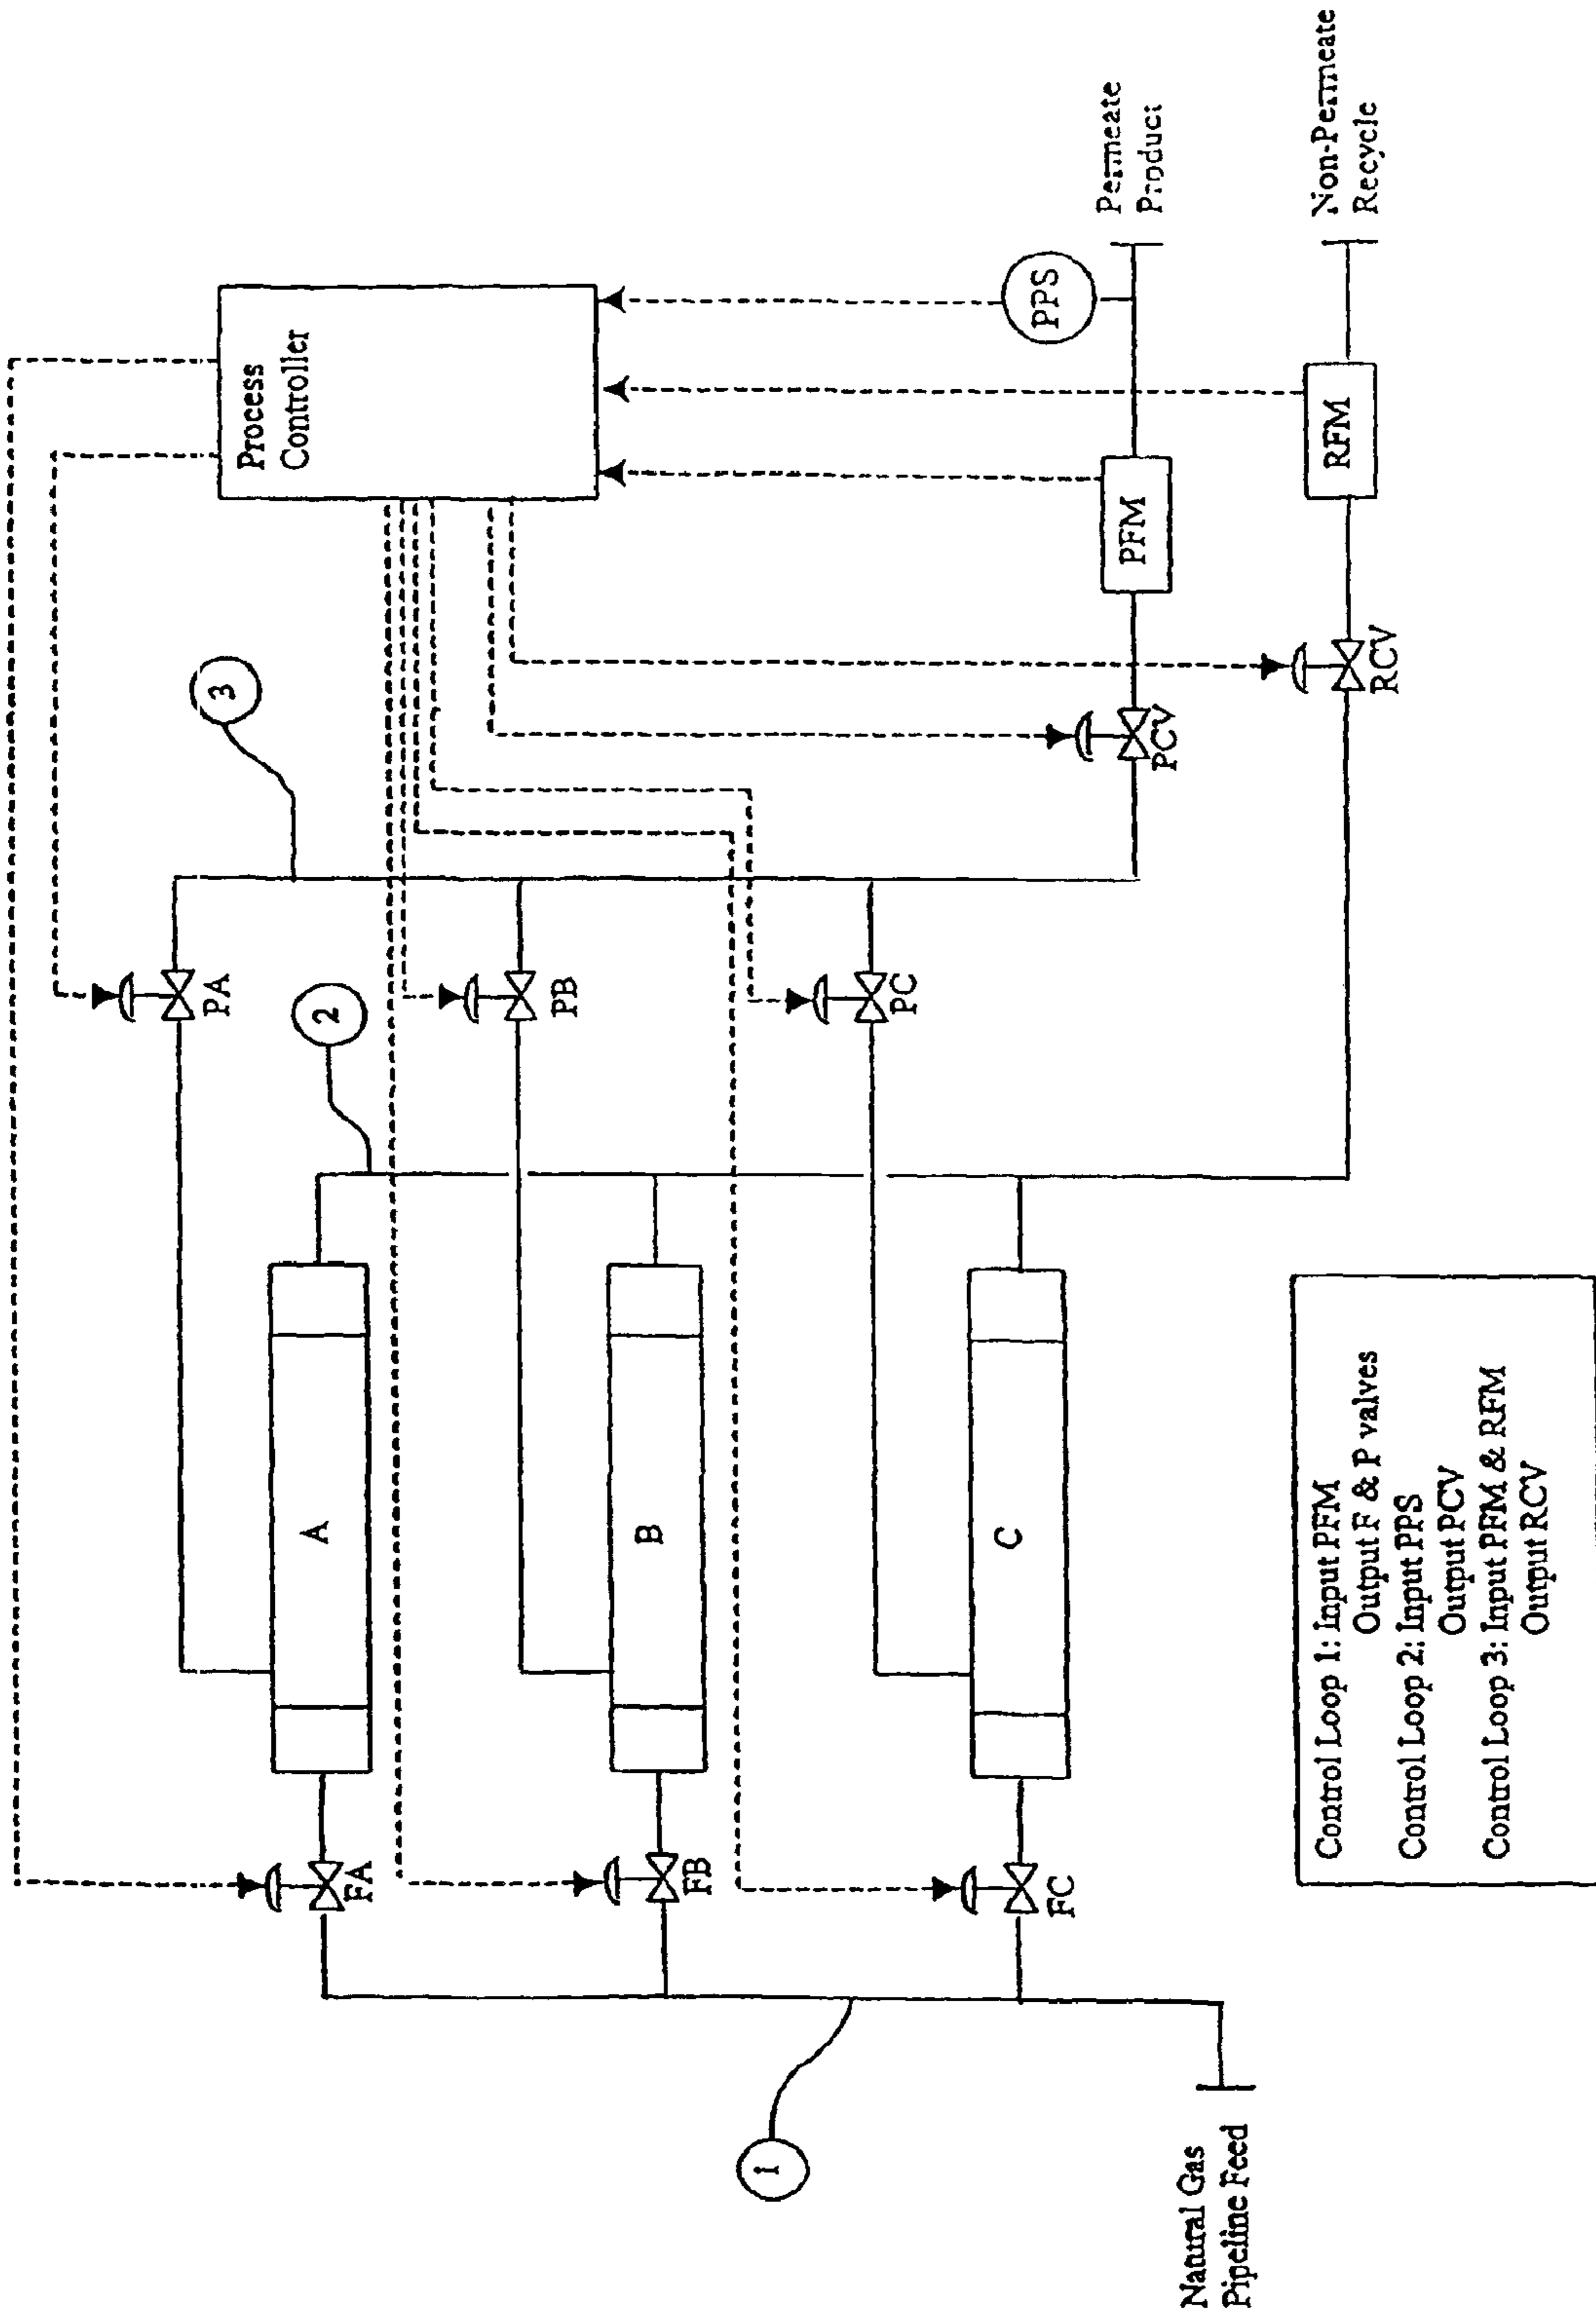 Process
Controller
3
2
1
PA
PB
PC
A
B
C
FA
FB
FC
PPS
PFM
RFM
PCV
RCV
Permeate
Product
Non-Permeate
Recycle
Natural Gas
Pipeline Feed
Control Loop 1: Input PFM
Output F & P valves
Control Loop 2: Input PPS
Output PCV
Control Loop 3: Input PFM & RFM
Output RCV